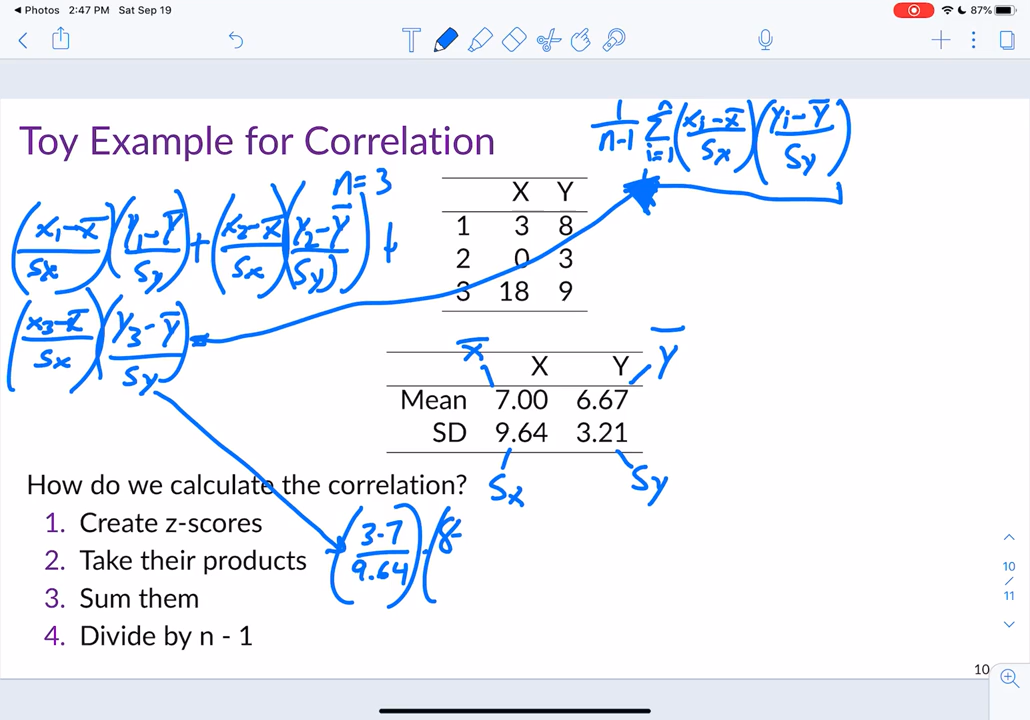 Photos 2:47 PM Sat Sep 19 87%
T
Toy Example for Correlation
1/(n-1) Σ i=1 n (xi-x̄/Sx)(yi-ȳ/Sy)
n=3
(x1-x̄/Sx)(y1-ȳ/Sy)+(x2-x̄/Sx)(y2-ȳ/Sy)+
(x3-x̄/Sx)(y3-ȳ/Sy)
X Y
1 3 8
2 0 3
3 18 9
x̄ ȳ
X Y
Mean 7.00 6.67
SD 9.64 3.21
Sx Sy
How do we calculate the correlation?
1. Create z-scores
2. Take their products
3. Sum them
4. Divide by n - 1
(3-7/9.64)·(8-
10
/
11
10